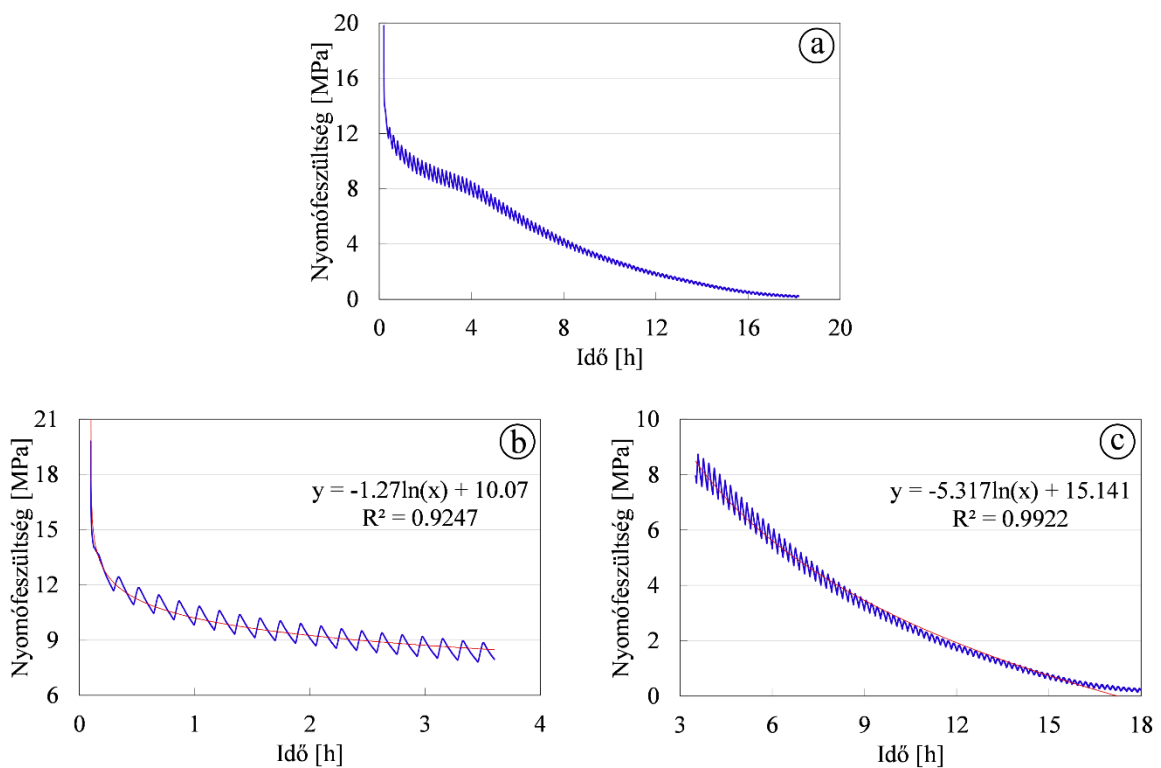 20
16
12
8
4
0
Nyomófeszültség [MPa]
a
0 4 8 12 16 20
Idő [h]
21
18
15
12
9
6
Nyomófeszültség [MPa]
b
y = -1.27ln(x) + 10.07
R² = 0.9247
0 1 2 3 4
Idő [h]
10
8
6
4
2
0
Nyomófeszültség [MPa]
c
y = -5.317ln(x) + 15.141
R² = 0.9922
3 6 9 12 15 18
Idő [h]